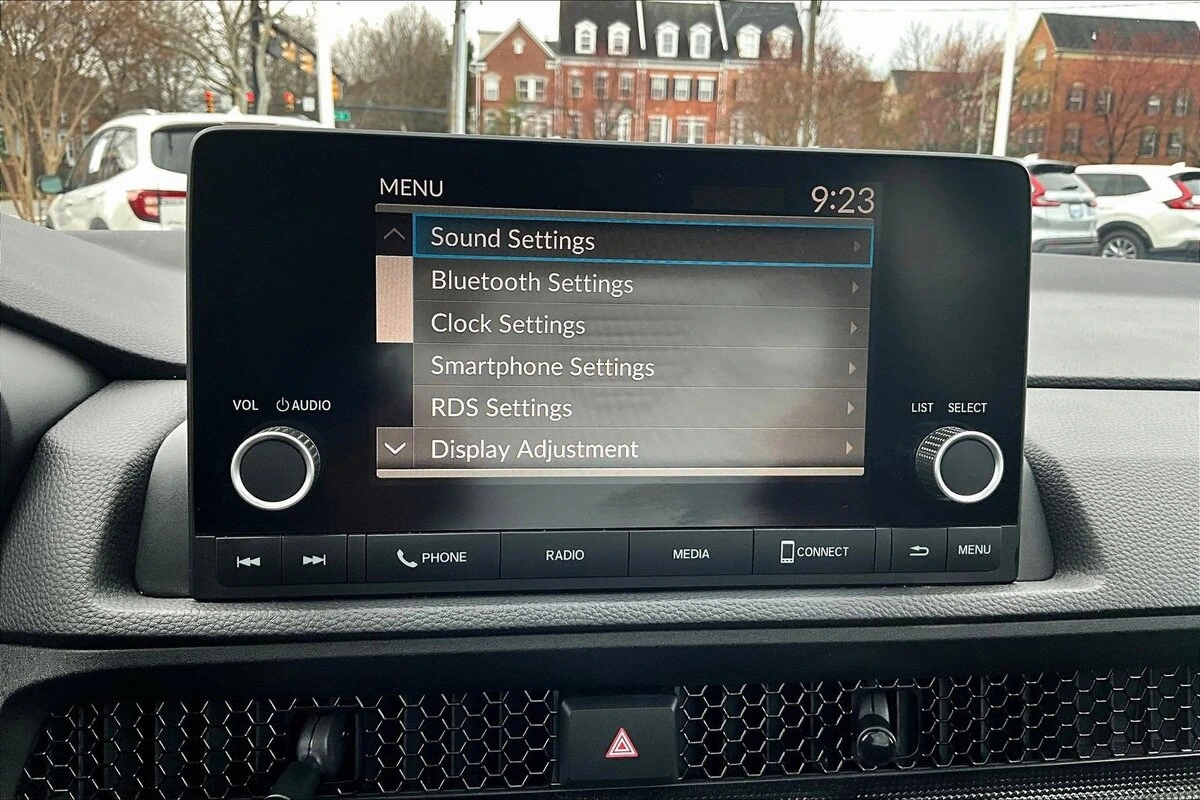 MENU
9:23
Sound Settings
Bluetooth Settings
Clock Settings
Smartphone Settings
RDS Settings
Display Adjustment
VOL AUDIO
LIST SELECT
PHONE
RADIO
MEDIA
CONNECT
MENU